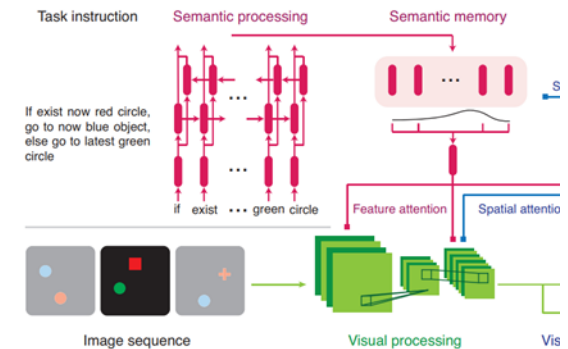 Task instruction
Semantic processing
Semantic memory
If exist now red circle,
go to now blue object,
else go to latest green
circle
if exist ••• green circle
Feature attention
Spatial attentio
Image sequence
Visual processing
Vis
S